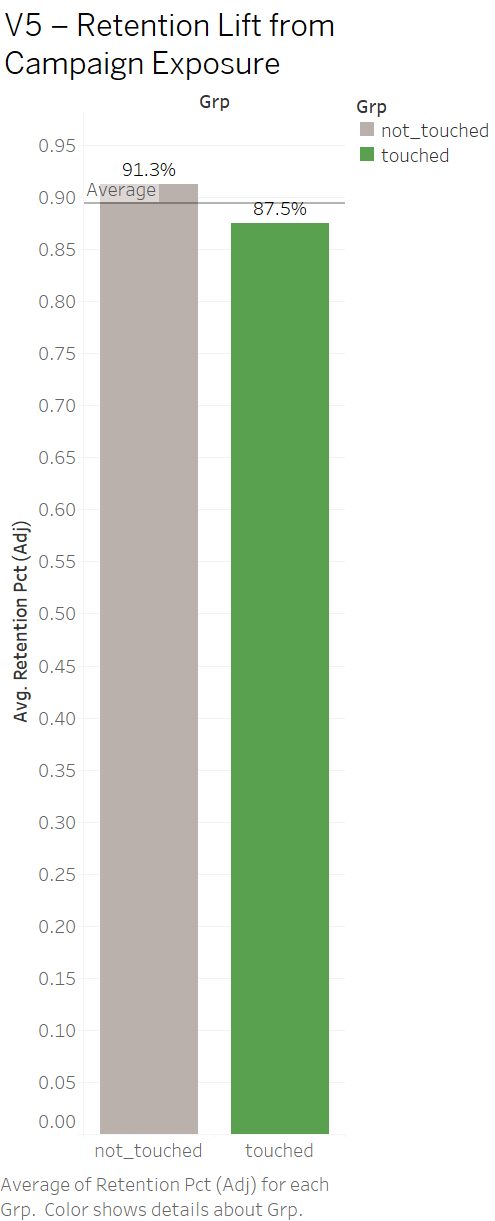 V5 – Retention Lift from
Campaign Exposure
Grp
Grp
not_touched
touched
0.95
91.3%
Average
0.90
87.5%
0.85
0.80
0.75
0.70
0.65
0.60
0.55
0.50
0.45
0.40
0.35
0.30
0.25
0.20
0.15
0.10
0.05
0.00
Avg. Retention Pct (Adj)
not_touched
touched
Average of Retention Pct (Adj) for each
Grp. Color shows details about Grp.